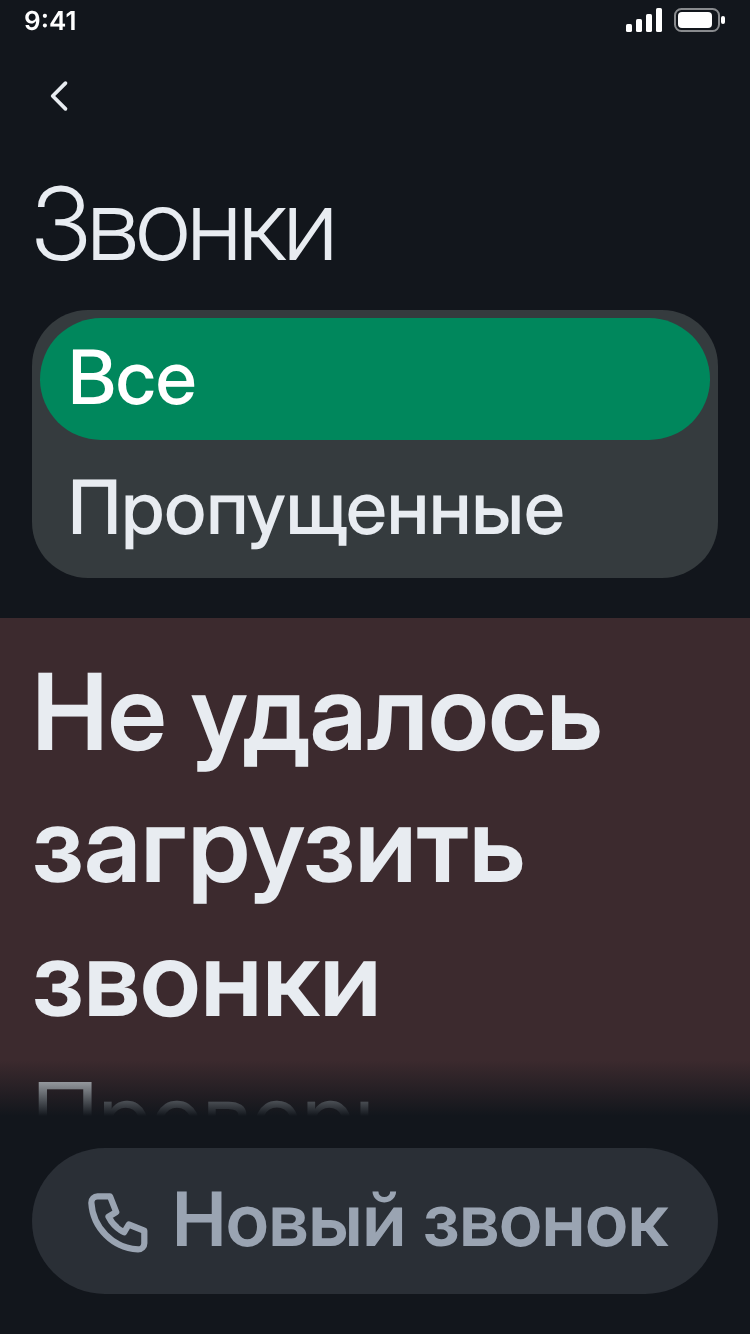 9:41
Звонки
Все
Пропущенные
Не удалось
загрузить
звонки
Новый звонок